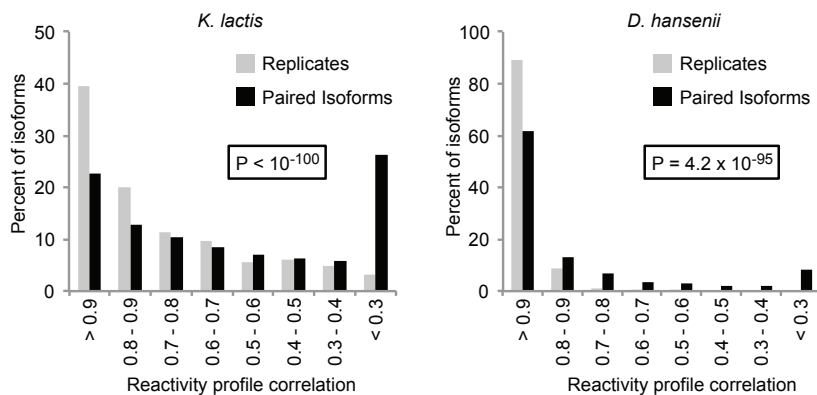 K. lactis
50
40
30
20
10
0
Percent of isoforms
Replicates
Paired Isoforms
P < 10-100
> 0.9
0.8 - 0.9
0.7 - 0.8
0.6 - 0.7
0.5 - 0.6
0.4 - 0.5
0.3 - 0.4
< 0.3
Reactivity profile correlation
D. hansenii
100
80
60
40
20
0
Percent of isoforms
Replicates
Paired Isoforms
P = 4.2 x 10-95
> 0.9
0.8 - 0.9
0.7 - 0.8
0.6 - 0.7
0.5 - 0.6
0.4 - 0.5
0.3 - 0.4
< 0.3
Reactivity profile correlation